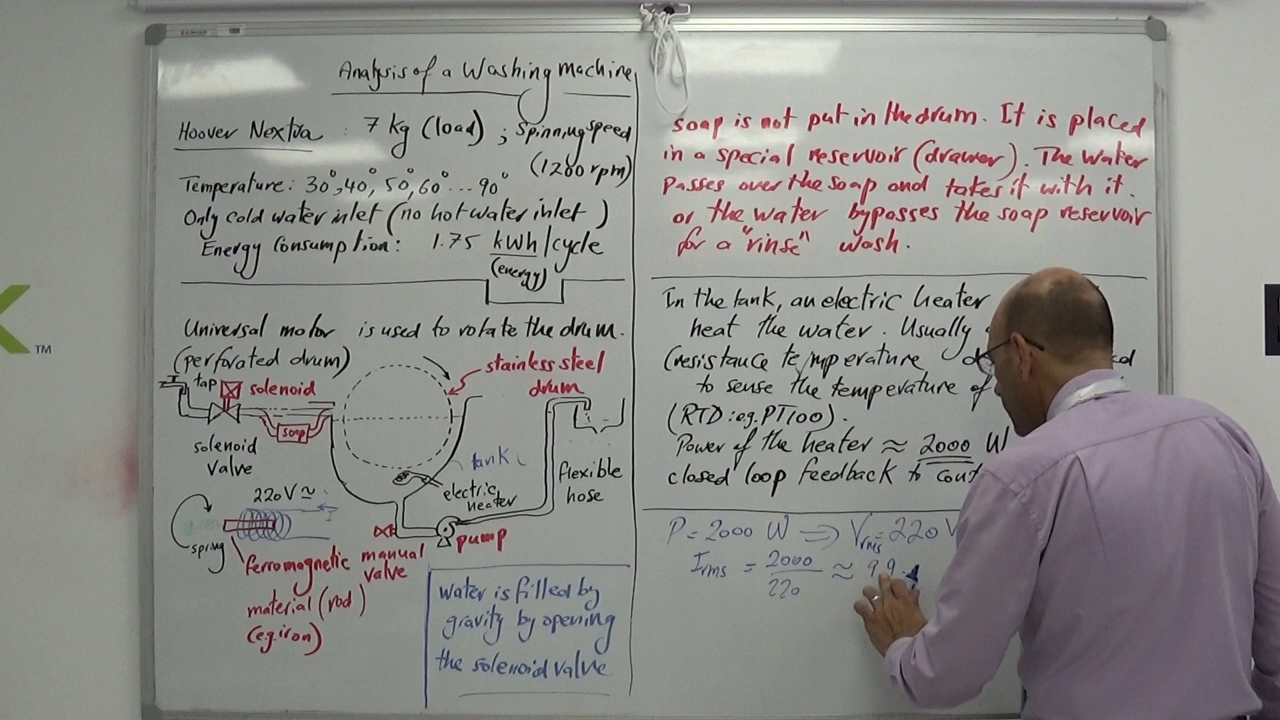 Analysis of a Washing Machine
Hoover Nextra : 7 kg (load) ; spinning speed
(1200 rpm)
Temperature: 30°, 40°, 50°, 60° ... 90°
Only cold water inlet (no hot water inlet)
Energy Consumption: 1.75 kWh/cycle
(energy)
Universal motor is used to rotate the drum.
(perforated drum)
tap
solenoid
soap
solenoid
valve
stainless steel
drum
tank
electric
heater
flexible
hose
pump
manual
valve
220V ≈
I
spring
ferromagnetic
material (rod)
(e.g. iron)
water is filled by
gravity by opening
the solenoid valve
soap is not put in the drum. It is placed
in a special reservoir (drawer). The water
passes over the soap and takes it with it.
or the water bypasses the soap reservoir
for a "rinse" wash.
In the tank, an electric heater
heat the water. Usually
(resistance temperature
to sense the temperature of
(RTD: e.g. PT100).
Power of the heater ≈ 2000 W
closed loop feedback to
P = 2000 W ⇒ Vrms = 220 V
Irms = 2000/220 ≈ 9
TM